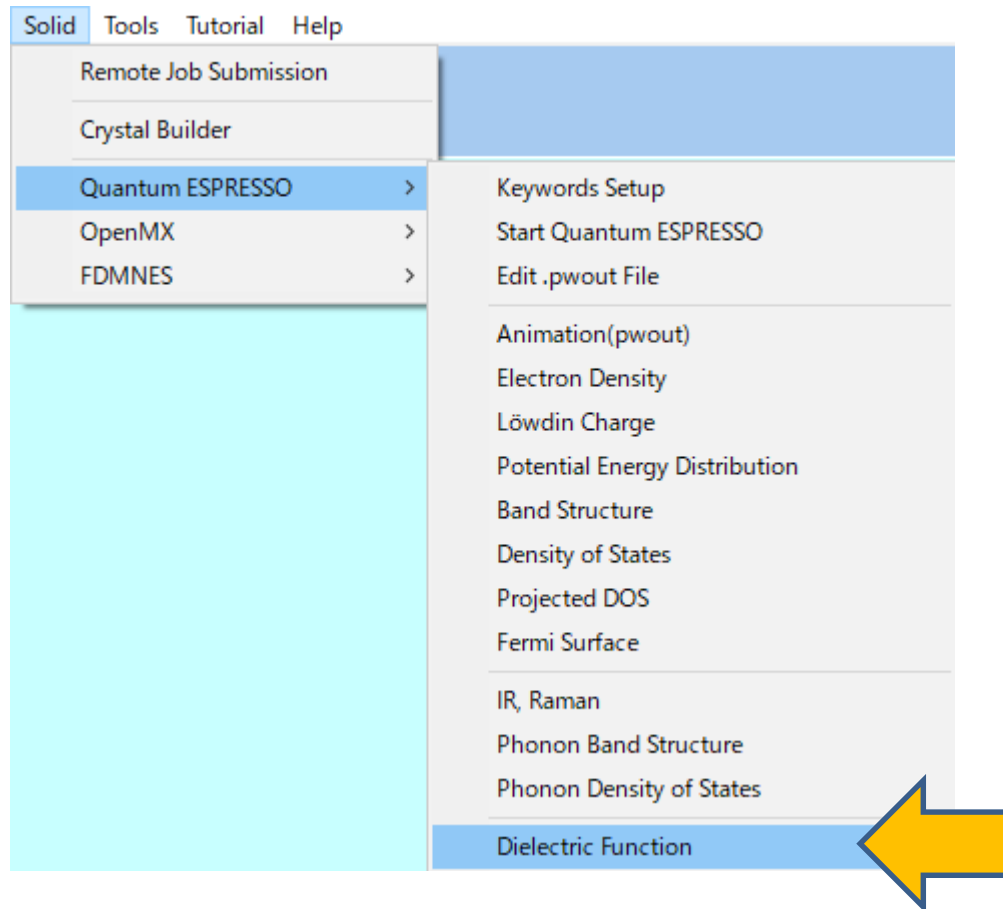 Solid Tools Tutorial Help
Remote Job Submission
Crystal Builder
Quantum ESPRESSO >
OpenMX >
FDMNES >
Keywords Setup
Start Quantum ESPRESSO
Edit .pwout File
Animation(pwout)
Electron Density
Löwdin Charge
Potential Energy Distribution
Band Structure
Density of States
Projected DOS
Fermi Surface
IR, Raman
Phonon Band Structure
Phonon Density of States
Dielectric Function